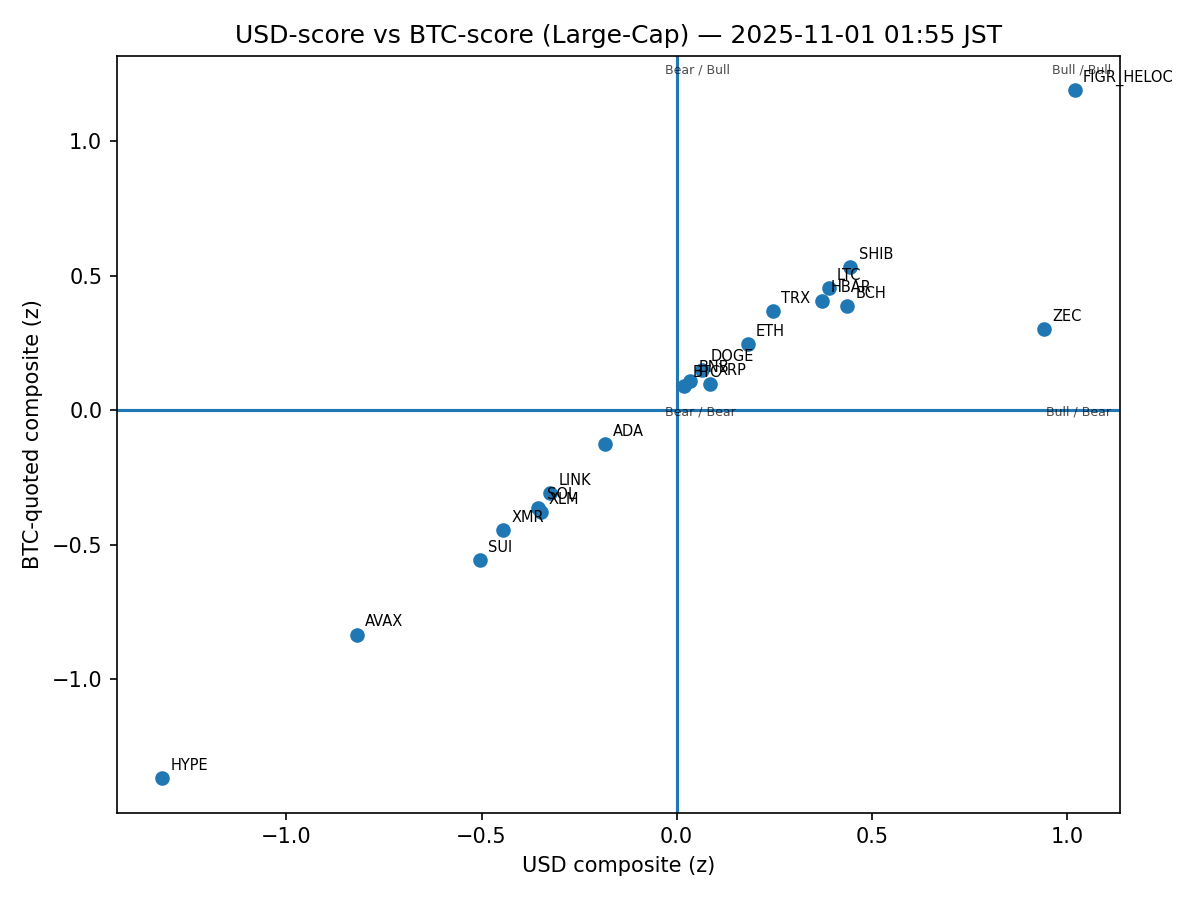 USD-score vs BTC-score (Large-Cap) — 2025-11-01 01:55 JST
Bear / Bull
Bull / Bull
FIGR_HELOC
1.0
SHIB
0.5
LTC
HBAR
BCH
TRX
ZEC
ETH
DOGE
BNB
XRP
BTC
0.0
Bear / Bear
Bull / Bear
ADA
LINK
SOL
XLM
XMR
−0.5
SUI
AVAX
−1.0
HYPE
−1.0
−0.5
0.0
0.5
1.0
USD composite (z)
BTC-quoted composite (z)